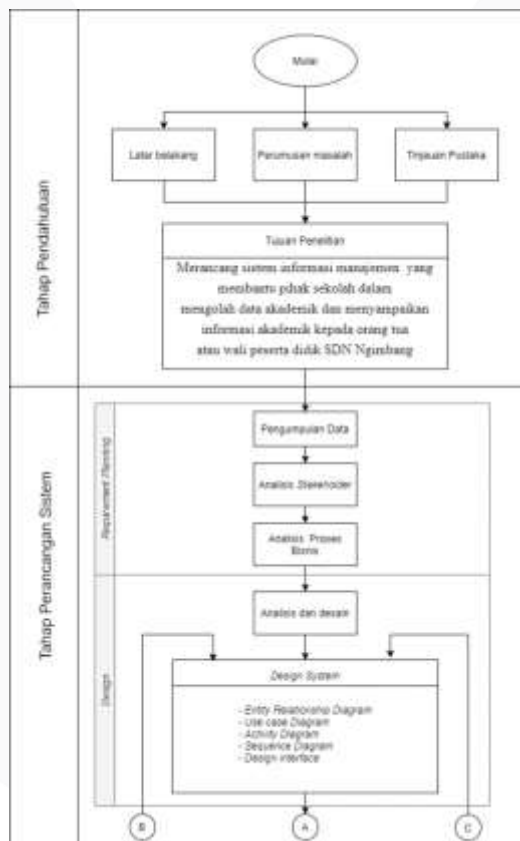 Tahap Pendahuluan
Mulai
Latar belakang
Perumusan masalah
Tinjauan Pustaka
Tujuan Penelitian
Merancang sistem informasi manajemen yang
membantu pihak sekolah dalam
mengolah data akademik dan menyampaikan
informasi akademik kepada orang tua
atau wali peserta didik SDN Ngimbang
Tahap Perancangan Sistem
Requirement Planning
Pengumpulan Data
Analisis Stakeholder
Analisis Proses
Bisnis
Design
Analisis dan desain
Design System
- Entity Relationship Diagram
- Use case Diagram
- Activity Diagram
- Sequence Diagram
- Design interface
B
A
C